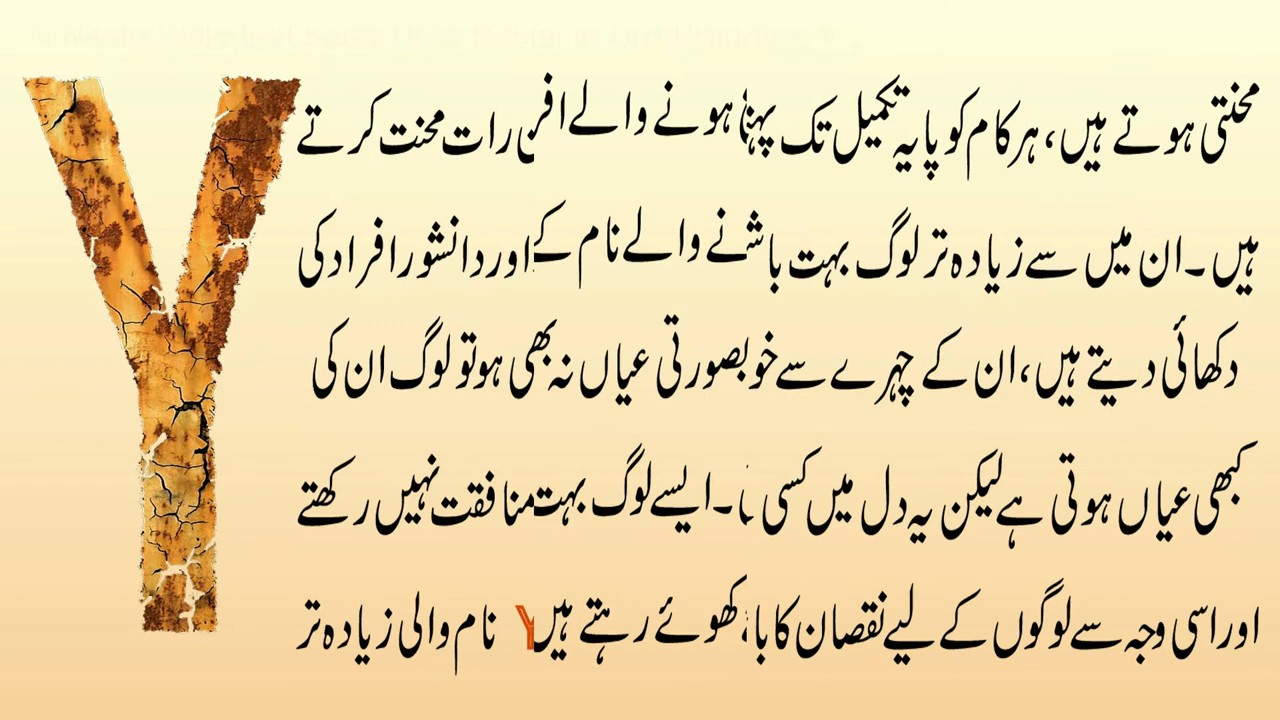 Y
محنتی ہوتے ہیں، ہر کام کو پایہ تکمیل تک ہونے والے رات محنت کرتے
ہیں۔ ان میں سے زیادہ تر لوگ بہت نے والے نام کے اور دانشور افراد کی
دکھائی دیتے ہیں، ان کے چہرے سے خوبصورتی عیاں نہ بھی ہو تو لوگ ان کی
کبھی عیاں ہوتی ہے لیکن یہ دل میں کسی ۔ ایسے لوگ بہت منافقت نہیں رکھتے
اور اسی وجہ سے لوگوں کے لیے نقصان کا کھوئے رہتے ہیں Y نام والی زیادہ تر